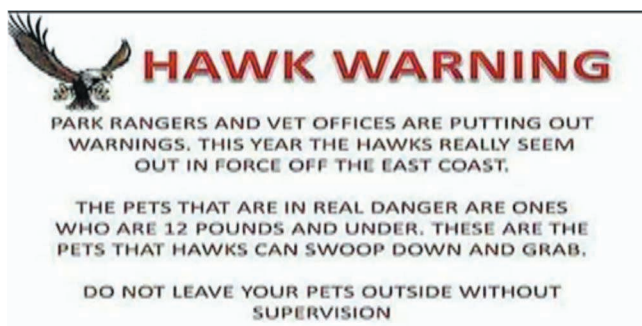 HAWK WARNING
PARK RANGERS AND VET OFFICES ARE PUTTING OUT
WARNINGS. THIS YEAR THE HAWKS REALLY SEEM
OUT IN FORCE OFF THE EAST COAST.
THE PETS THAT ARE IN REAL DANGER ARE ONES
WHO ARE 12 POUNDS AND UNDER. THESE ARE THE
PETS THAT HAWKS CAN SWOOP DOWN AND GRAB.
DO NOT LEAVE YOUR PETS OUTSIDE WITHOUT
SUPERVISION